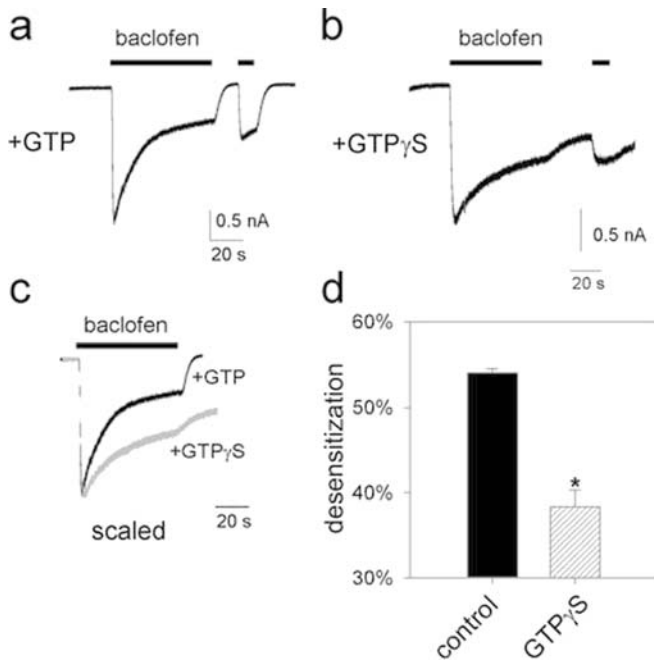 a
baclofen
+GTP
0.5 nA
20 s
b
baclofen
+GTPγS
0.5 nA
20 s
c
baclofen
+GTP
+GTPγS
20 s
scaled
d
60%
50%
40%
30%
desensitization
*
control
GTPγS